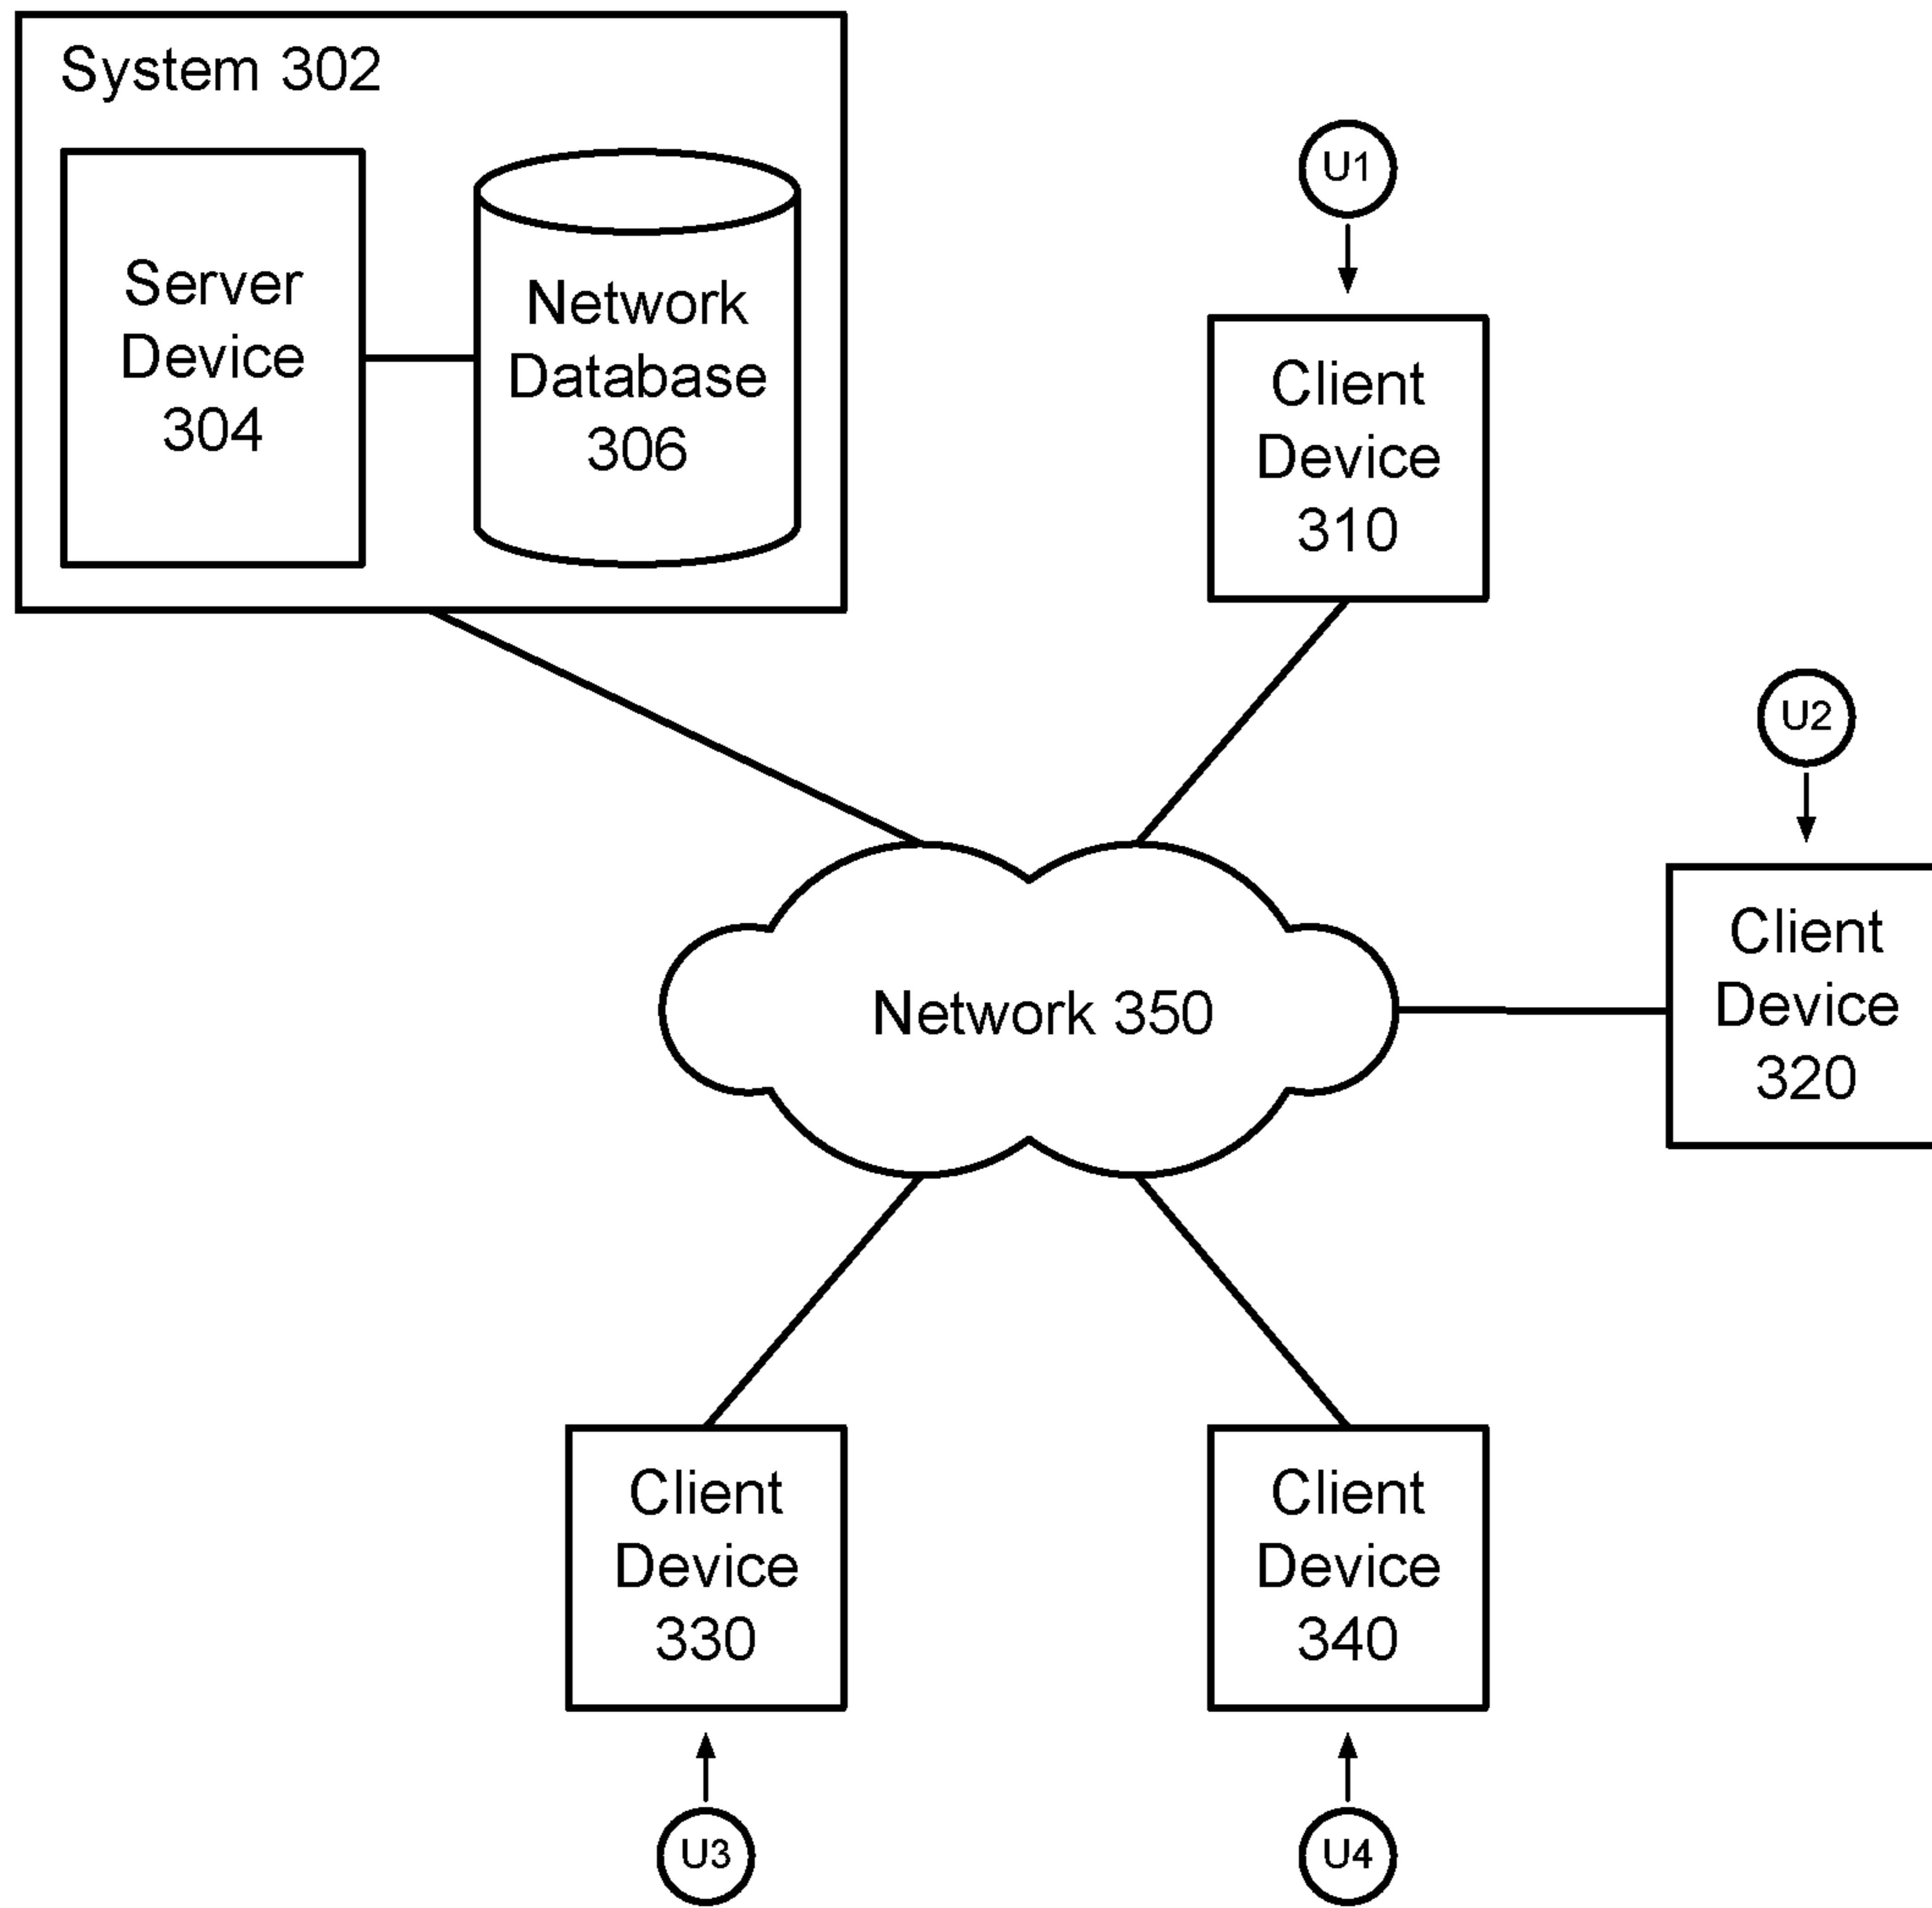 System 302
Server
Device
304
Network
Database
306
U1
Client
Device
310
U2
Client
Device
320
Network 350
Client
Device
330
Client
Device
340
U3
U4